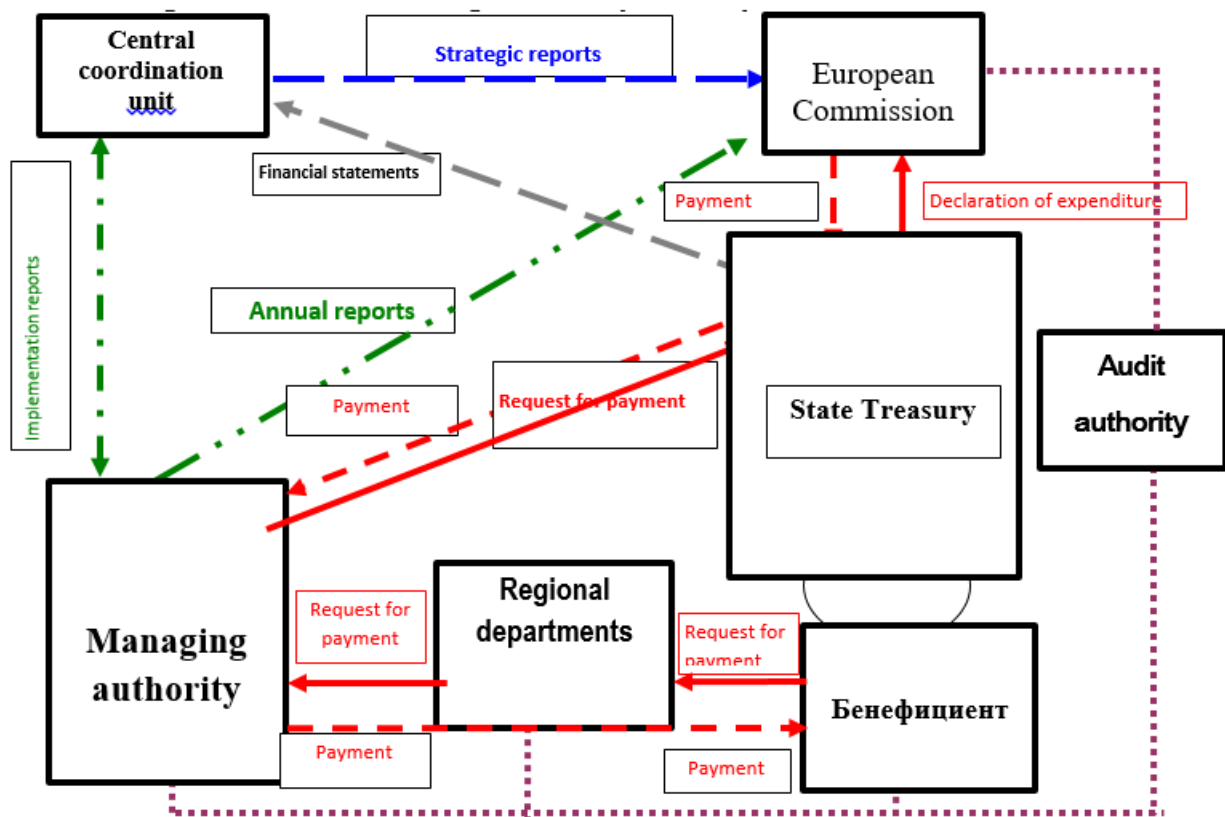 Central
coordination
unit
Strategic reports
European
Commission
Financial statements
Payment
Declaration of expenditure
Implementation reports
Annual reports
Payment
Request for payment
State Treasury
Audit
authority
Managing
authority
Request for
payment
Regional
departments
Request for
payment
Бенефициент
Payment
Payment